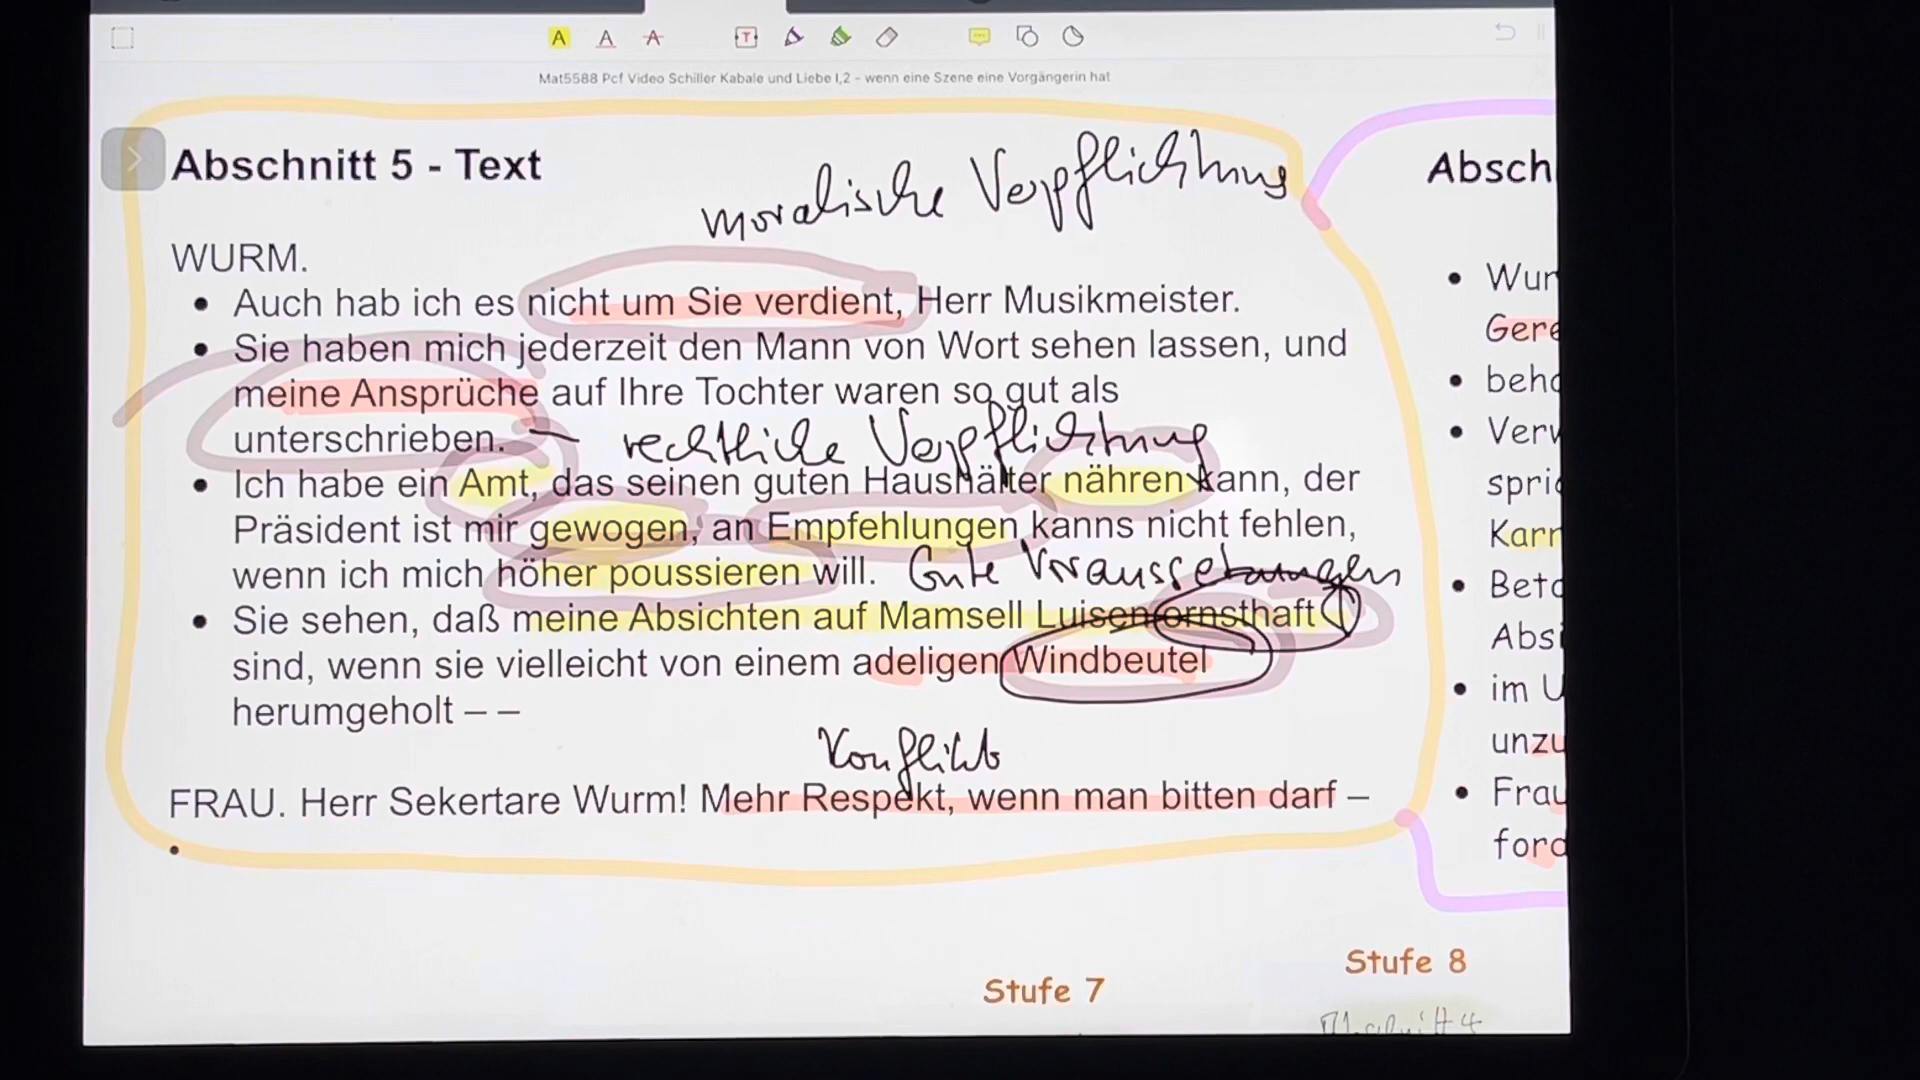 Mat5588 Pcf Video Schiller Kabale und Liebe I,2 - wenn eine Szene eine Vorgängerin hat
Abschnitt 5 - Text
moralische Verpflichtung
WURM.
• Auch hab ich es nicht um Sie verdient, Herr Musikmeister.
• Sie haben mich jederzeit den Mann von Wort sehen lassen, und
meine Ansprüche auf Ihre Tochter waren so gut als
unterschrieben. – rechtliche Verpflichtung
• Ich habe ein Amt, das seinen guten Haushälter nähren kann, der
Präsident ist mir gewogen, an Empfehlungen kanns nicht fehlen,
wenn ich mich höher poussieren will. Gute Voraussetzungen
• Sie sehen, daß meine Absichten auf Mamsell Luisen ernsthaft
sind, wenn sie vielleicht von einem adeligen Windbeutel
herumgeholt – –
Konflikt
FRAU. Herr Sekertare Wurm! Mehr Respekt, wenn man bitten darf –
•
Absch
• Wur
Gere
• beho
• Verw
spric
Karr
• Beto
Absi
• im U
unzu
• Frau
ford
Stufe 7
Stufe 8